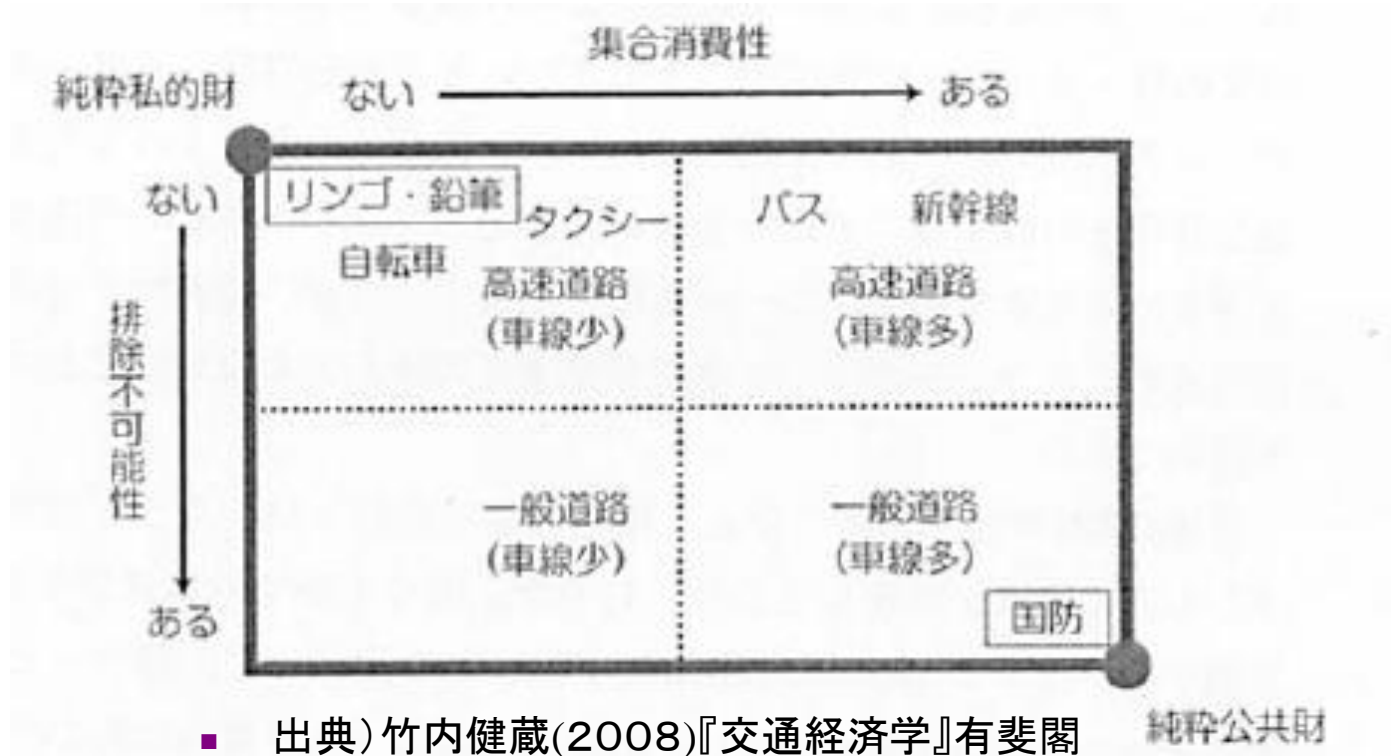 集合消費性
純粋私的財 ない ある
ない
リンゴ・鉛筆 タクシー バス 新幹線
自転車
高速道路 高速道路
(車線少) (車線多)
排除不可能性
一般道路 一般道路
(車線少) (車線多)
ある
国防
純粋公共財
■ 出典)竹内健蔵(2008)『交通経済学』有斐閣